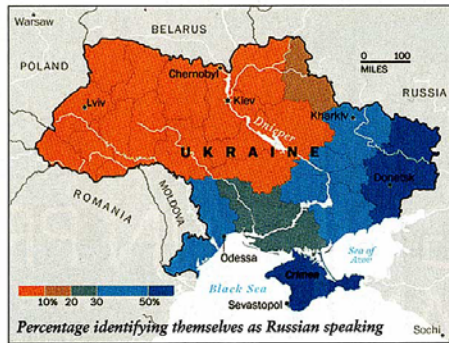 Warsaw
BELARUS
POLAND
Chernobyl
0 100
MILES
RUSSIA
Lviv
Kiev
Dnieper
Kharkiv
UKRAINE
Donetsk
ROMANIA
MOLDOVA
Odessa
Sea of
Azov
Black Sea
Crimea
Sevastopol
10% 20 30 50%
Percentage identifying themselves as Russian speaking
Sochi